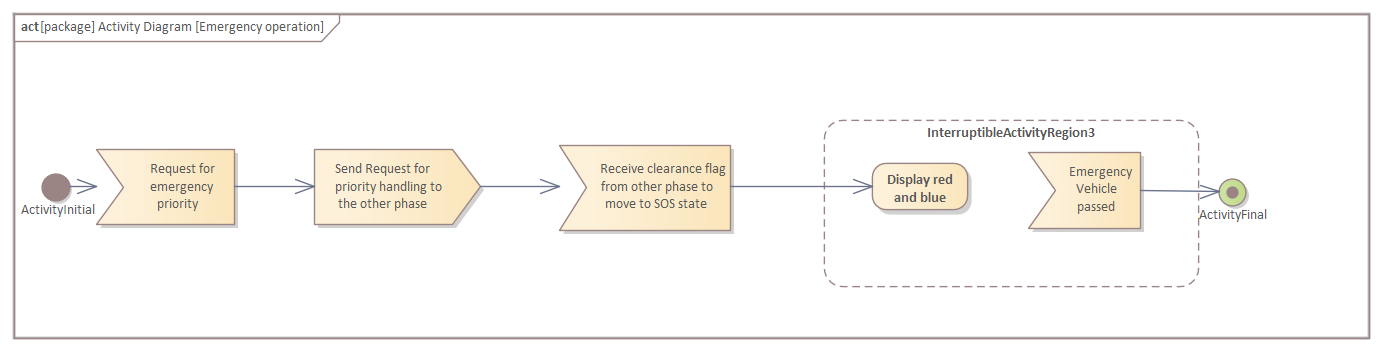 act[package] Activity Diagram [Emergency operation]
ActivityInitial
Request for
emergency
priority
Send Request for
priority handling to
the other phase
Receive clearance flag
from other phase to
move to SOS state
InterruptibleActivityRegion3
Display red
and blue
Emergency
Vehicle
passed
ActivityFinal